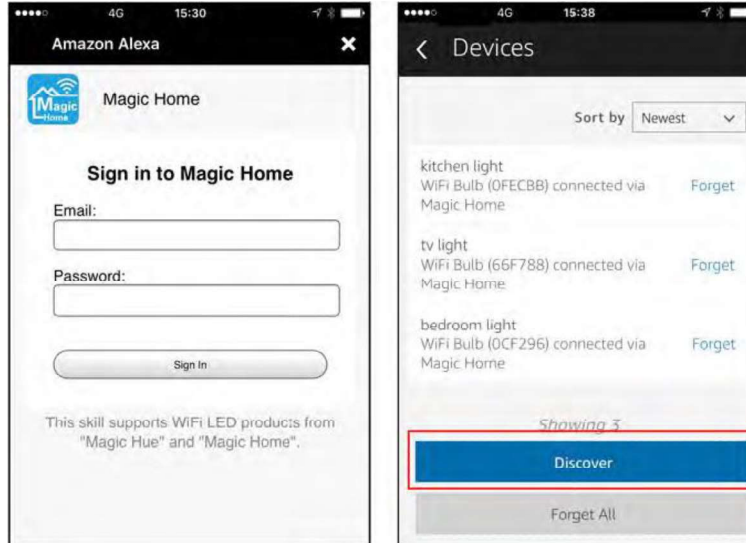 4G 15:30
Amazon Alexa
Magic Home
Magic Home
Sign in to Magic Home
Email:
Password:
Sign In
This skill supports WiFi LED products from
"Magic Hue" and "Magic Home".
4G 15:38
Devices
Sort by Newest
kitchen light
WiFi Bulb (0FECBB) connected via Forget
Magic Home
tv light
WiFi Bulb (66F788) connected via Forget
Magic Home
bedroom light
WiFi Bulb (0CF296) connected via Forget
Magic Home
Showing 3
Discover
Forget All